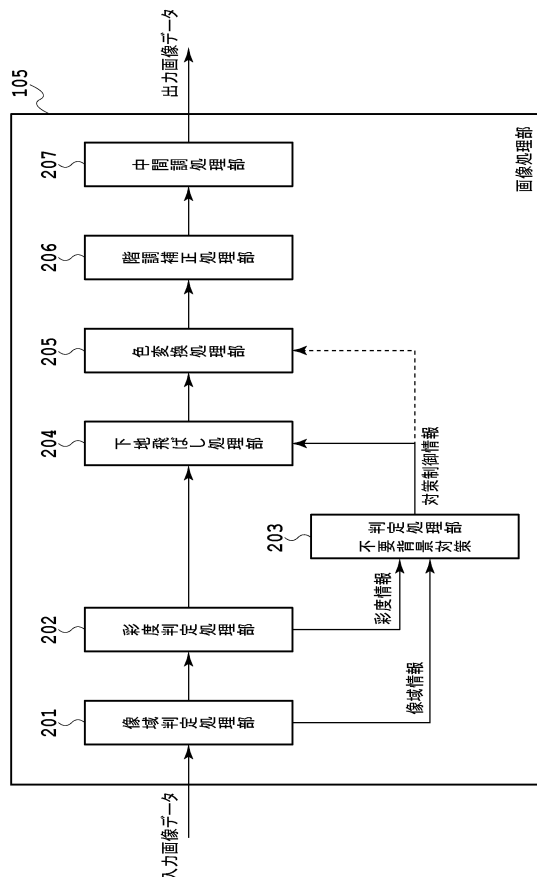 105
画像処理部
入力画像データ
201
像域判定処理部
202
彩度判定処理部
204
下地飛ばし処理部
205
色変換処理部
206
階調補正処理部
207
中間調処理部
出力画像データ
像域情報
彩度情報
203
不要背景対策
判定処理部
対策制御情報